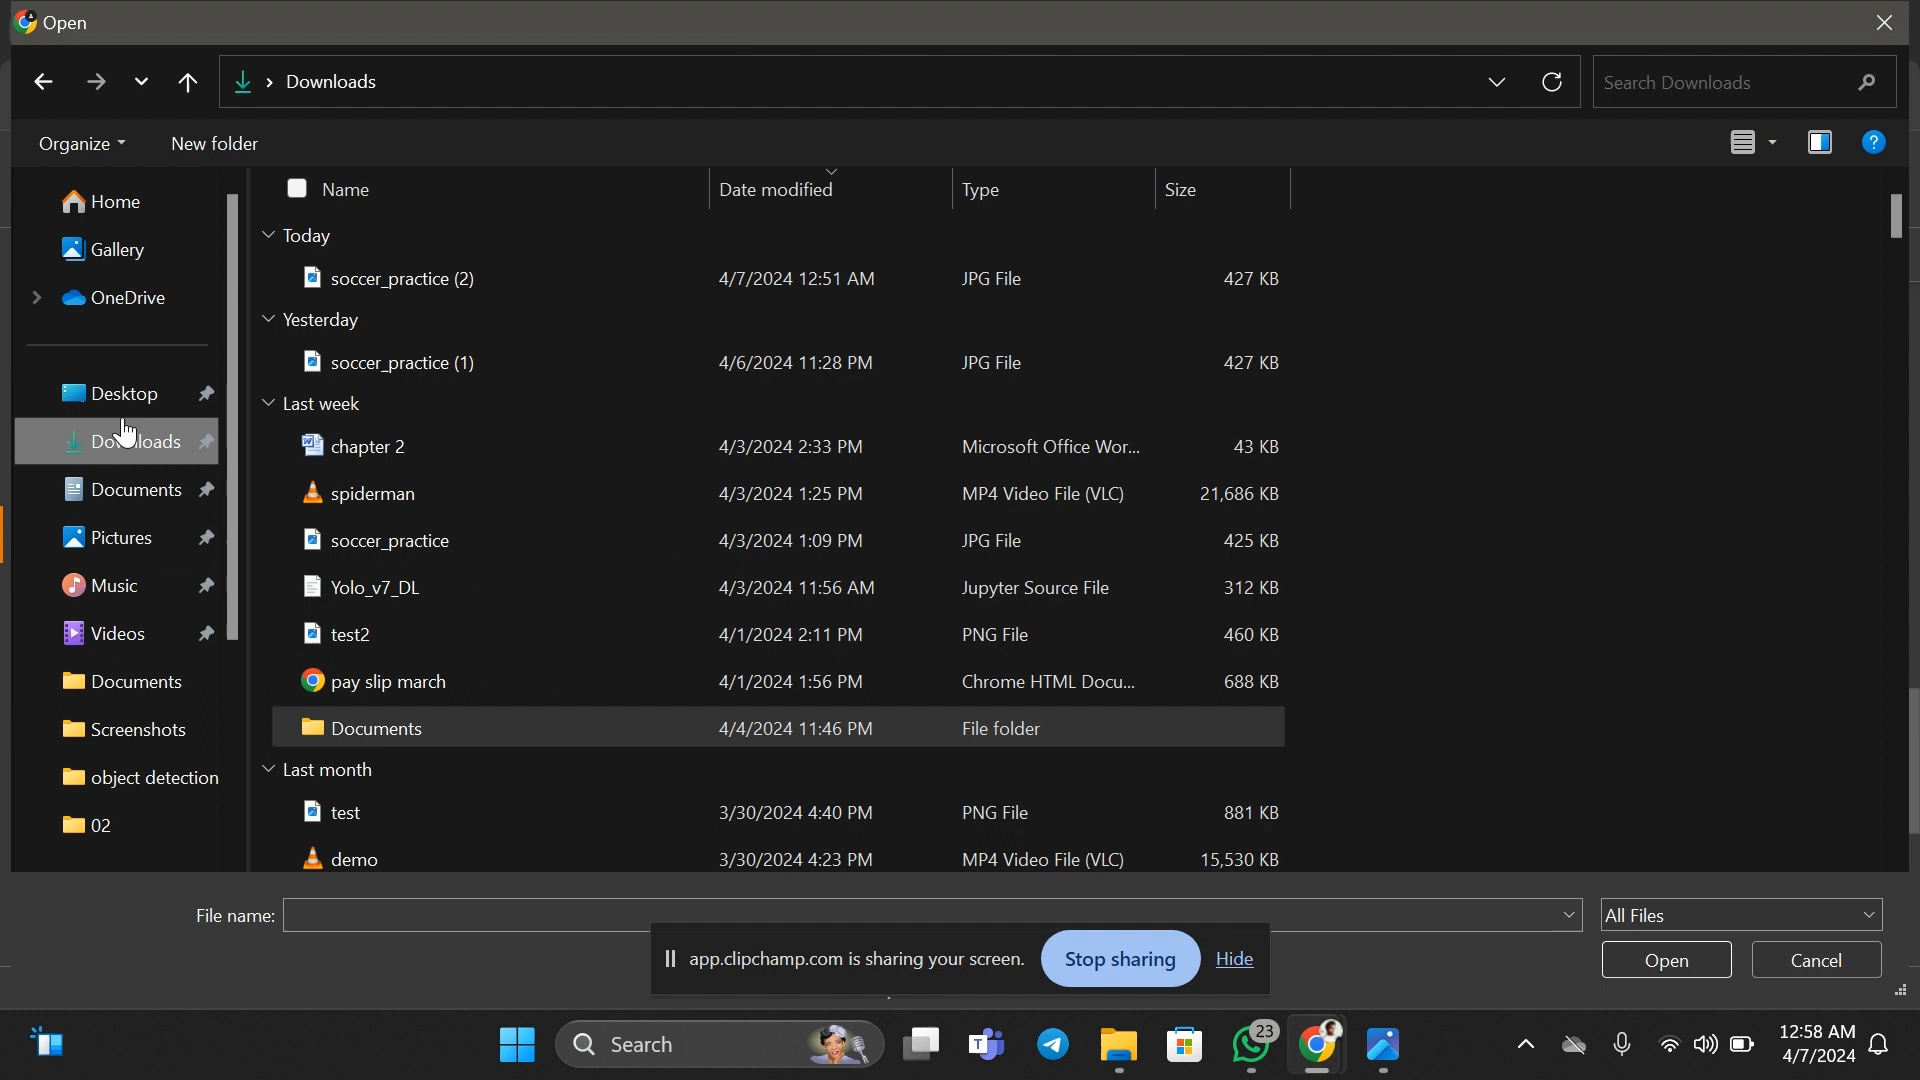 Open
Downloads
Search Downloads
Organize
New folder
Name Date modified Type Size
Home
Gallery
OneDrive
Desktop
Downloads
Documents
Pictures
Music
Videos
Documents
Screenshots
object detection
02
Today
soccer_practice (2) 4/7/2024 12:51 AM JPG File 427 KB
Yesterday
soccer_practice (1) 4/6/2024 11:28 PM JPG File 427 KB
Last week
chapter 2 4/3/2024 2:33 PM Microsoft Office Wor... 43 KB
spiderman 4/3/2024 1:25 PM MP4 Video File (VLC) 21,686 KB
soccer_practice 4/3/2024 1:09 PM JPG File 425 KB
Yolo_v7_DL 4/3/2024 11:56 AM Jupyter Source File 312 KB
test2 4/1/2024 2:11 PM PNG File 460 KB
pay slip march 4/1/2024 1:56 PM Chrome HTML Docu... 688 KB
Documents 4/4/2024 11:46 PM File folder
Last month
test 3/30/2024 4:40 PM PNG File 881 KB
demo 3/30/2024 4:23 PM MP4 Video File (VLC) 15,530 KB
File name:
All Files
Open
Cancel
app.clipchamp.com is sharing your screen.
Stop sharing
Hide
Search
23
12:58 AM
4/7/2024